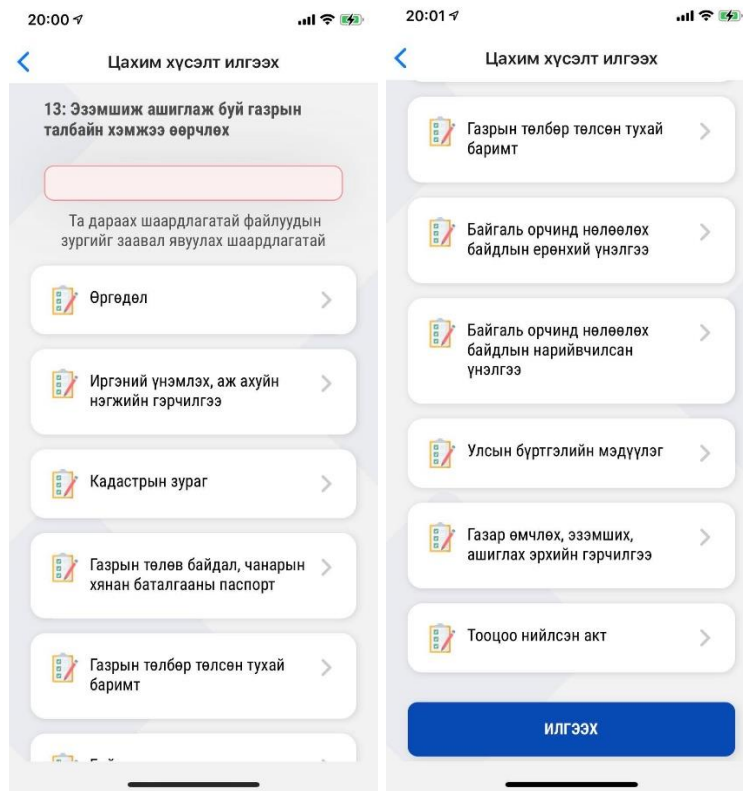 20:00
Цахим хүсэлт илгээх
13: Эзэмшиж ашиглаж буй газрын
талбайн хэмжээ өөрчлөх
Та дараах шаардлагатай файлуудын
зургийг заавал явуулах шаардлагатай
Өргөдөл
Иргэний үнэмлэх, аж ахуйн
нэгжийн гэрчилгээ
Кадастрын зураг
Газрын төлөв байдал, чанарын
хянан баталгааны паспорт
Газрын төлбөр төлсөн тухай
баримт
20:01
Цахим хүсэлт илгээх
Газрын төлбөр төлсөн тухай
баримт
Байгаль орчинд нөлөөлөх
байдлын ерөнхий үнэлгээ
Байгаль орчинд нөлөөлөх
байдлын нарийвчилсан
үнэлгээ
Улсын бүртгэлийн мэдүүлэг
Газар өмчлөх, эзэмших,
ашиглах эрхийн гэрчилгээ
Тооцоо нийлсэн акт
ИЛГЭЭХ